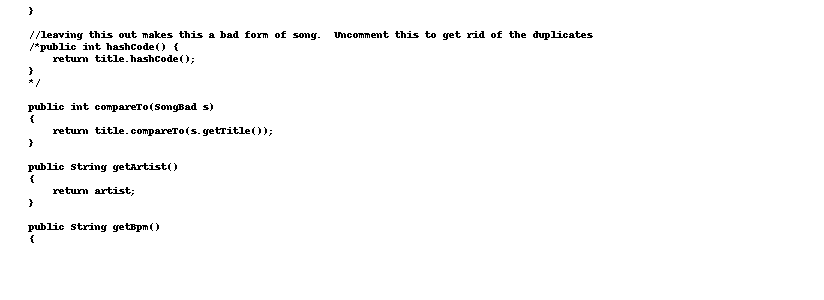 }
//leaving this out makes this a bad form of song.  Uncomment this to get rid of the duplicates
/*public int hashCode() {
    return title.hashCode();
}
*/
public int compareTo(SongBad s)
{
    return title.compareTo(s.getTitle());
}
public String getArtist()
{
    return artist;
}
public String getBpm()
{